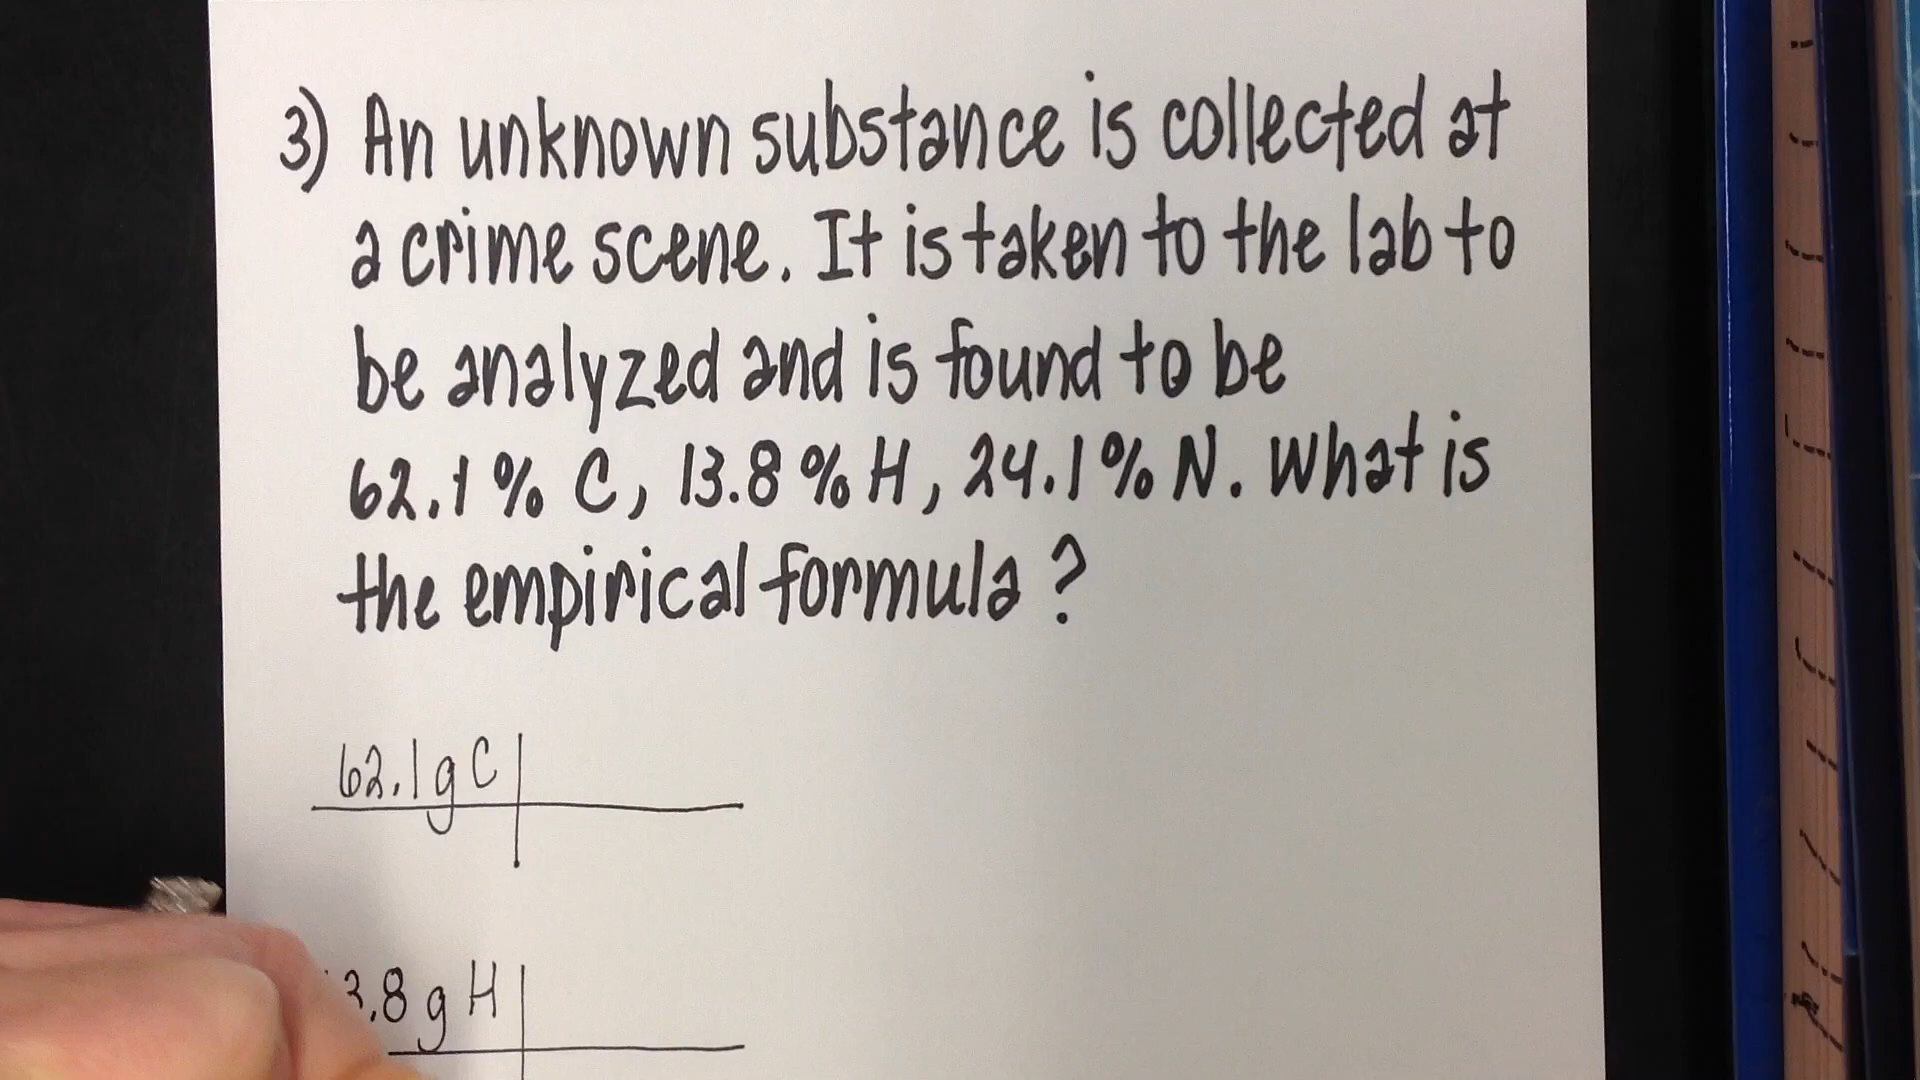 3) An unknown substance is collected at
a crime scene. It is taken to the lab to
be analyzed and is found to be
62.1% C, 13.8% H, 24.1% N. What is
the empirical formula?
62.1 g C
3.8 g H